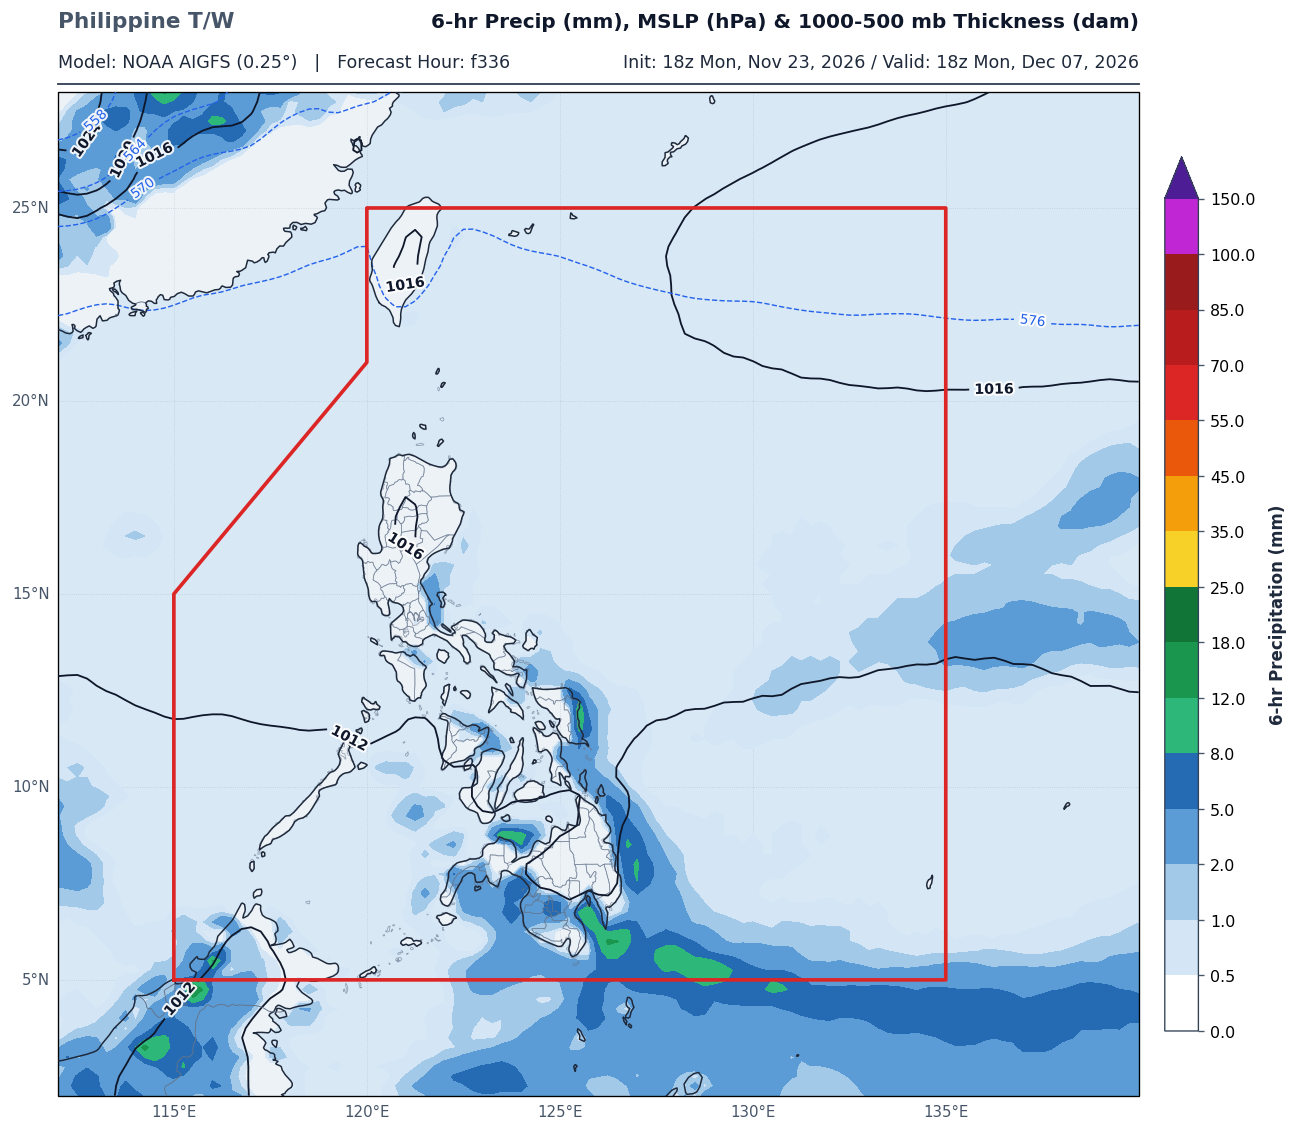 Philippine T/W
6-hr Precip (mm), MSLP (hPa) & 1000-500 mb Thickness (dam)
Model: NOAA AIGFS (0.25°) | Forecast Hour: f336
Init: 18z Mon, Nov 23, 2026 / Valid: 18z Mon, Dec 07, 2026
558
564
1016
570
25°N
1016
576
1016
20°N
1016
15°N
1012
10°N
5°N
1012
115°E
120°E
125°E
130°E
135°E
150.0
100.0
85.0
70.0
55.0
45.0
35.0
25.0
18.0
12.0
8.0
5.0
2.0
1.0
0.5
0.0
6-hr Precipitation (mm)